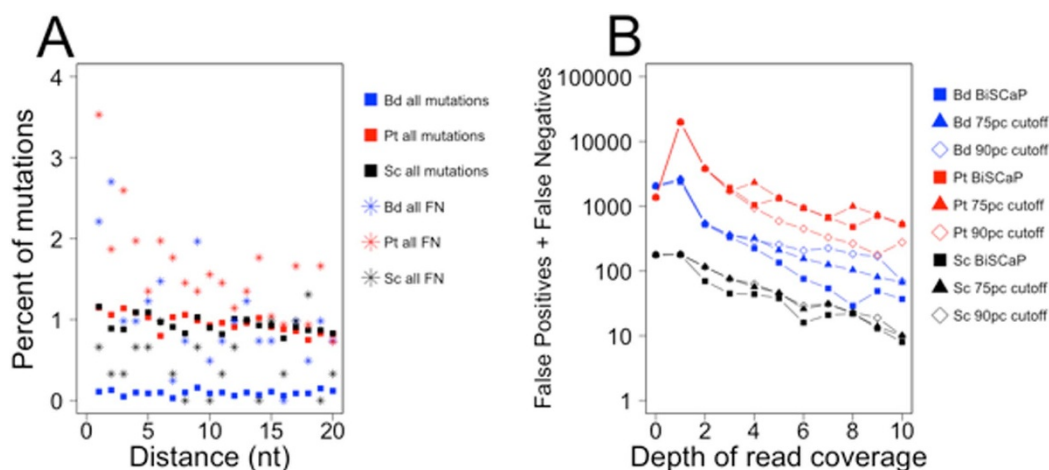 A
Percent of mutations
4
3
2
1
0
0 5 10 15 20
Distance (nt)
Bd all mutations
Pt all mutations
Sc all mutations
Bd all FN
Pt all FN
Sc all FN
B
False Positives + False Negatives
100000
10000
1000
100
10
1
0 2 4 6 8 10
Depth of read coverage
Bd BiSCaP
Bd 75pc cutoff
Bd 90pc cutoff
Pt BiSCaP
Pt 75pc cutoff
Pt 90pc cutoff
Sc BiSCaP
Sc 75pc cutoff
Sc 90pc cutoff